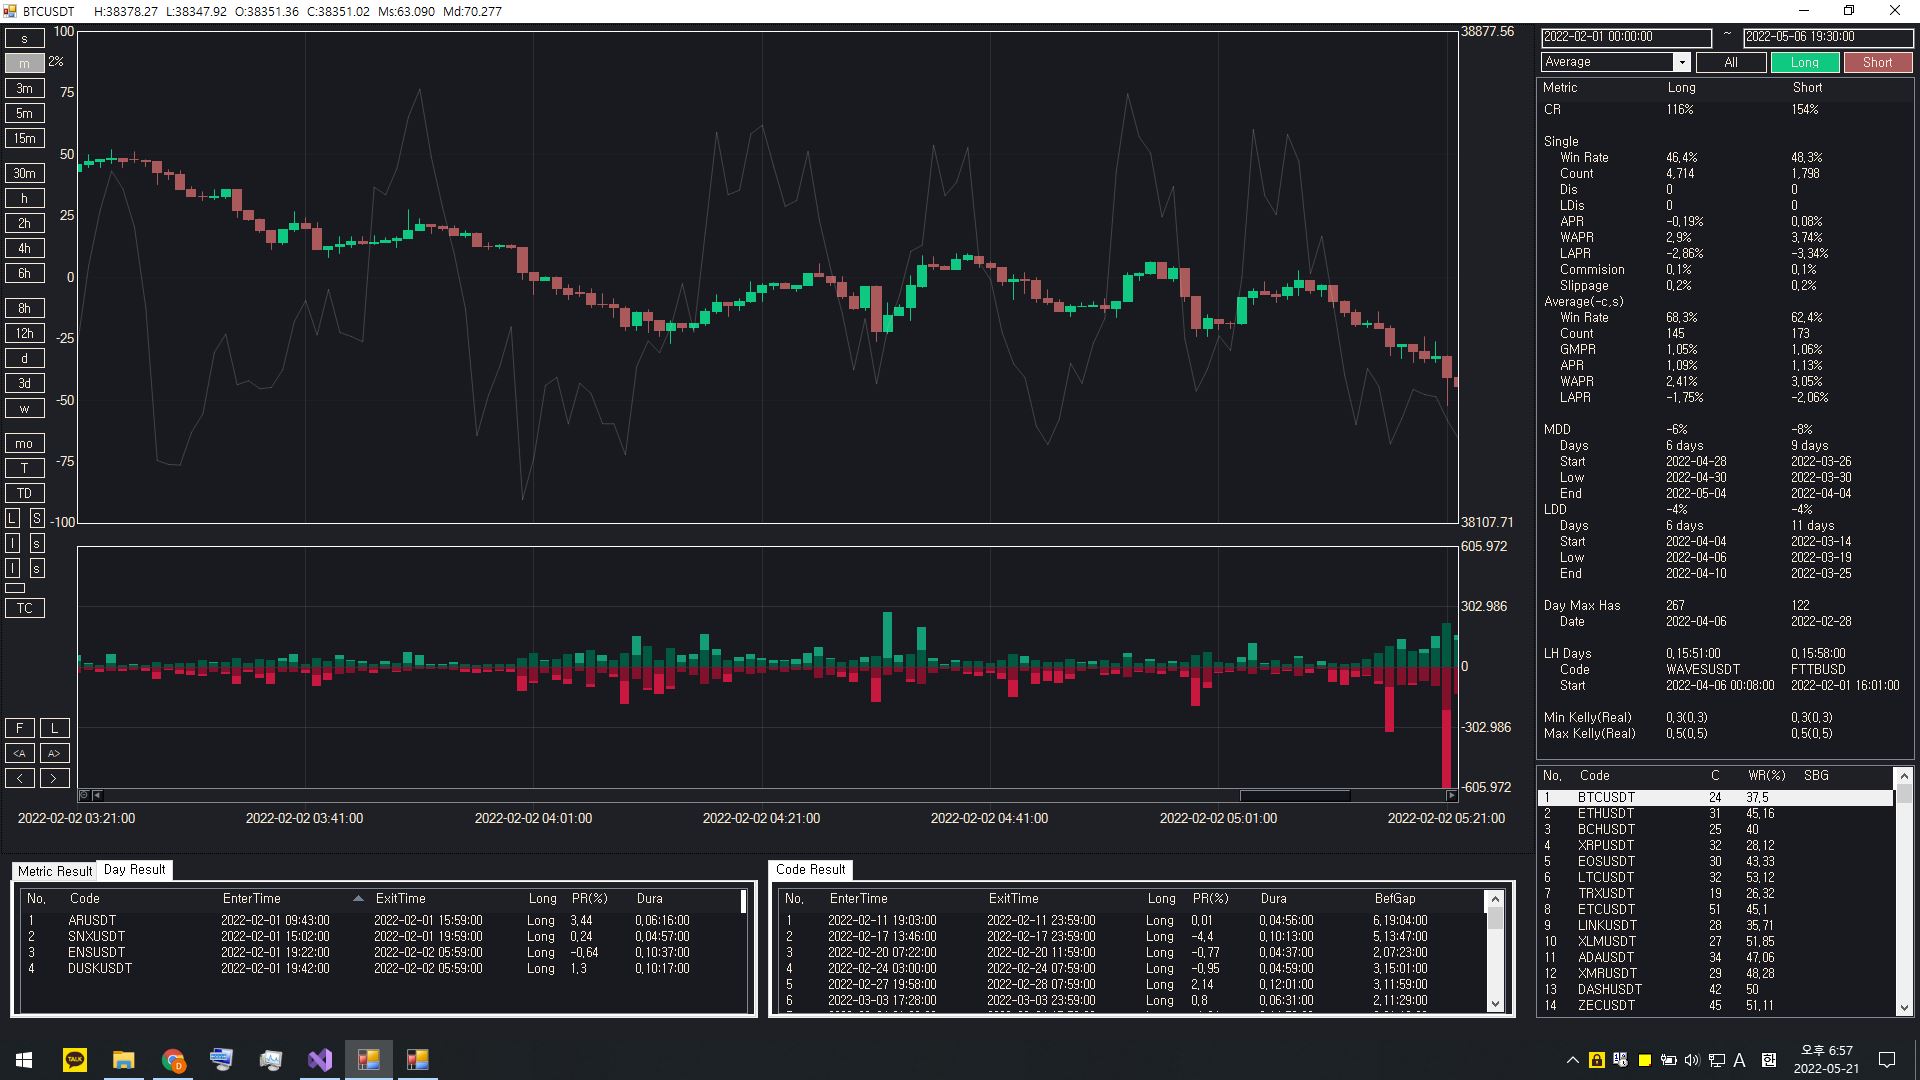 BTCUSDT H:38378.27 L:38347.92 O:38351.36 C:38351.02 Ms:63.090 Md:70.277
s
m 2%
3m
5m
15m
30m
h
2h
4h
6h
8h
12h
d
3d
w
mo
T
TD
L S
l s
l s
TC
F L
<A A>
< >
100
75
50
25
0
-25
-50
-75
-100
38877.56
38107.71
605.972
302.986
0
-302.986
-605.972
2022-02-02 03:21:00 2022-02-02 03:41:00 2022-02-02 04:01:00 2022-02-02 04:21:00 2022-02-02 04:41:00 2022-02-02 05:01:00 2022-02-02 05:21:00
2022-02-01 00:00:00 ~ 2022-05-06 19:30:00
Average All Long Short
Metric Long Short
CR 116% 154%
Single
Win Rate 46,4% 48,3%
Count 4,714 1,798
Dis 0 0
LDis 0 0
APR -0,19% 0,08%
WAPR 2,9% 3,74%
LAPR -2,86% -3,34%
Commision 0,1% 0,1%
Slippage 0,2% 0,2%
Average(-c,s)
Win Rate 68,3% 62,4%
Count 145 173
GMPR 1,05% 1,06%
APR 1,09% 1,13%
WAPR 2,41% 3,05%
LAPR -1,75% -2,06%
MDD -6% -8%
Days 6 days 9 days
Start 2022-04-28 2022-03-26
Low 2022-04-30 2022-03-30
End 2022-05-04 2022-04-04
LDD -4% -4%
Days 6 days 11 days
Start 2022-04-04 2022-03-14
Low 2022-04-06 2022-03-19
End 2022-04-10 2022-03-25
Day Max Has 267 122
Date 2022-04-06 2022-02-28
LH Days 0,15:51:00 0,15:58:00
Code WAVESUSDT FTTBUSD
Start 2022-04-06 00:08:00 2022-02-01 16:01:00
Min Kelly(Real) 0,3(0,3) 0,3(0,3)
Max Kelly(Real) 0,5(0,5) 0,5(0,5)
No, Code C WR(%) SBG
1 BTCUSDT 24 37,5
2 ETHUSDT 31 45,16
3 BCHUSDT 25 40
4 XRPUSDT 32 28,12
5 EOSUSDT 30 43,33
6 LTCUSDT 32 53,12
7 TRXUSDT 19 26,32
8 ETCUSDT 51 45,1
9 LINKUSDT 28 35,71
10 XLMUSDT 27 51,85
11 ADAUSDT 34 47,06
12 XMRUSDT 29 48,28
13 DASHUSDT 42 50
14 ZECUSDT 45 51,11
Metric Result Day Result
No, Code EnterTime ExitTime Long PR(%) Dura
1 ARUSDT 2022-02-01 09:43:00 2022-02-01 15:59:00 Long 3,44 0,06:16:00
2 SNXUSDT 2022-02-01 15:02:00 2022-02-01 19:59:00 Long 0,24 0,04:57:00
3 ENSUSDT 2022-02-01 19:22:00 2022-02-02 05:59:00 Long -0,64 0,10:37:00
4 DUSKUSDT 2022-02-01 19:42:00 2022-02-02 05:59:00 Long 1,3 0,10:17:00
Code Result
No, EnterTime ExitTime Long PR(%) Dura BefGap
1 2022-02-11 19:03:00 2022-02-11 23:59:00 Long 0,01 0,04:56:00 6,19:04:00
2 2022-02-17 13:46:00 2022-02-17 23:59:00 Long -4,4 0,10:13:00 5,13:47:00
3 2022-02-20 07:22:00 2022-02-20 11:59:00 Long -0,77 0,04:37:00 2,07:23:00
4 2022-02-24 03:00:00 2022-02-24 07:59:00 Long -0,95 0,04:59:00 3,15:01:00
5 2022-02-27 19:58:00 2022-02-28 07:59:00 Long 2,14 0,12:01:00 3,11:59:00
6 2022-03-03 17:28:00 2022-03-03 23:59:00 Long 0,8 0,06:31:00 2,11:29:00
TALK
A
오후 6:57
2022-05-21